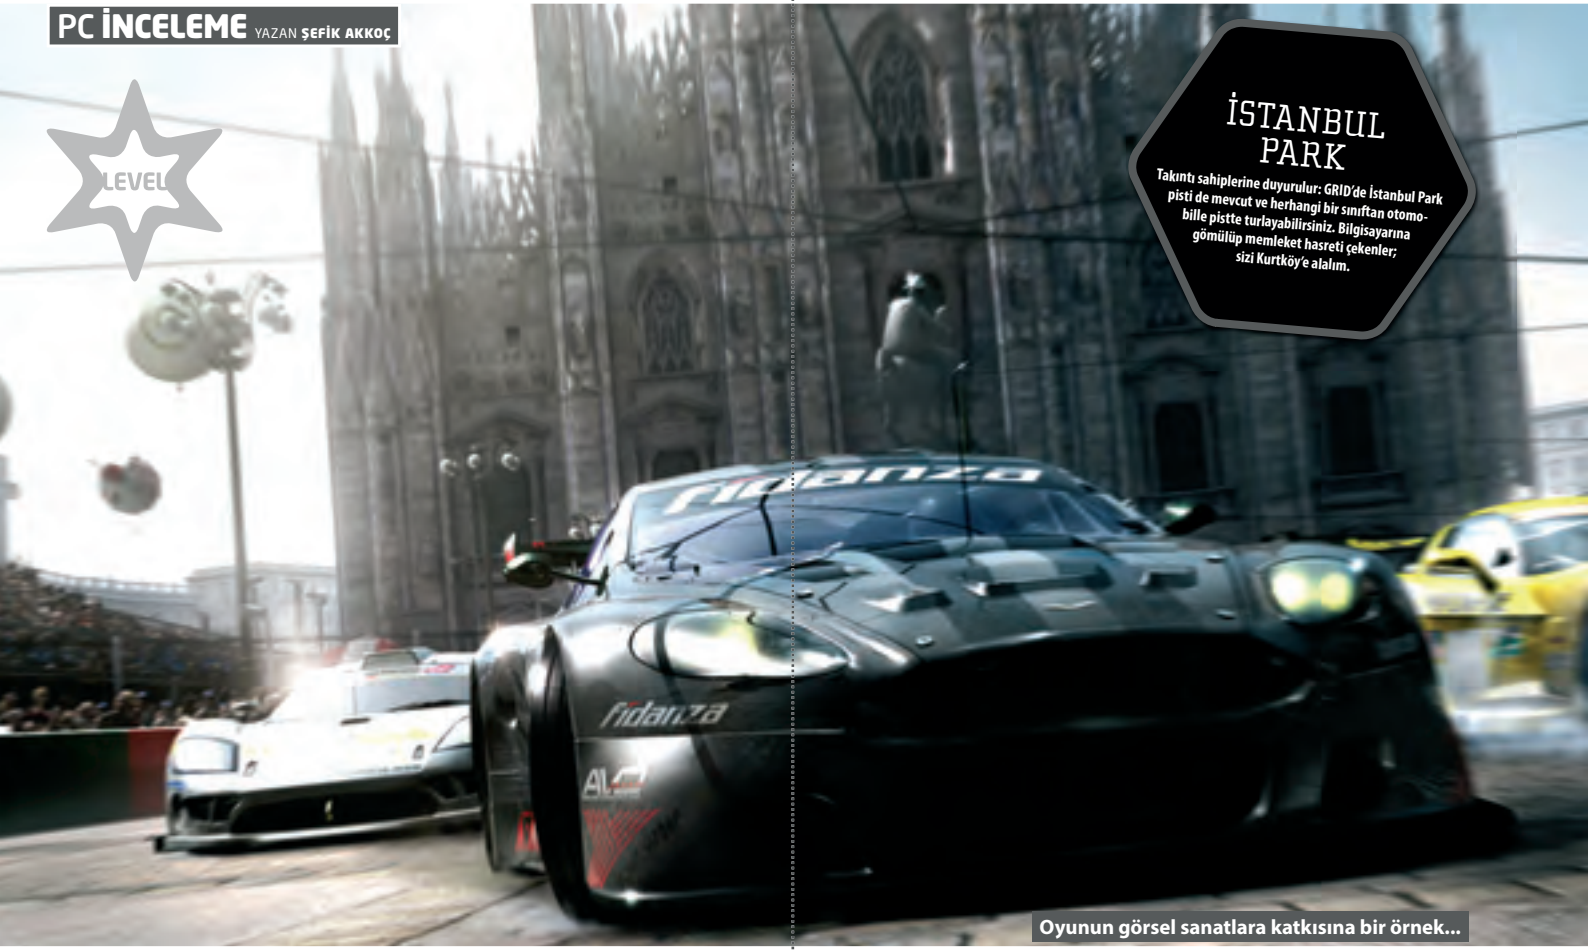 PC İNCELEME YAZAN ŞEFİK AKKOÇ
LEVEL
İSTANBUL
PARK
Takıntı sahiplerine duyurulur: GRID'de İstanbul Park
pisti de mevcut ve herhangi bir sınıftan otomo-
bille pistte turlayabilirsiniz. Bilgisayarına
gömülüp memleket hasreti çekenler;
sizi Kurtköy'e alalım.
fidanza
fidanza
Oyunun görsel sanatlara katkısına bir örnek...